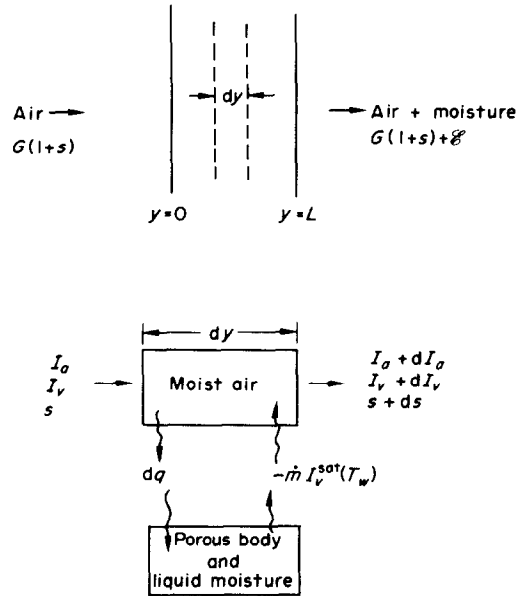 dy
Air
Air + moisture
G(1+s)
G(1+s)+ℰ
y=0
y=L
dy
I_a
I_v
s
Moist air
I_a + dI_a
I_v + dI_v
s + ds
dq
-ṁ I_v^sat(T_w)
Porous body
and
liquid moisture